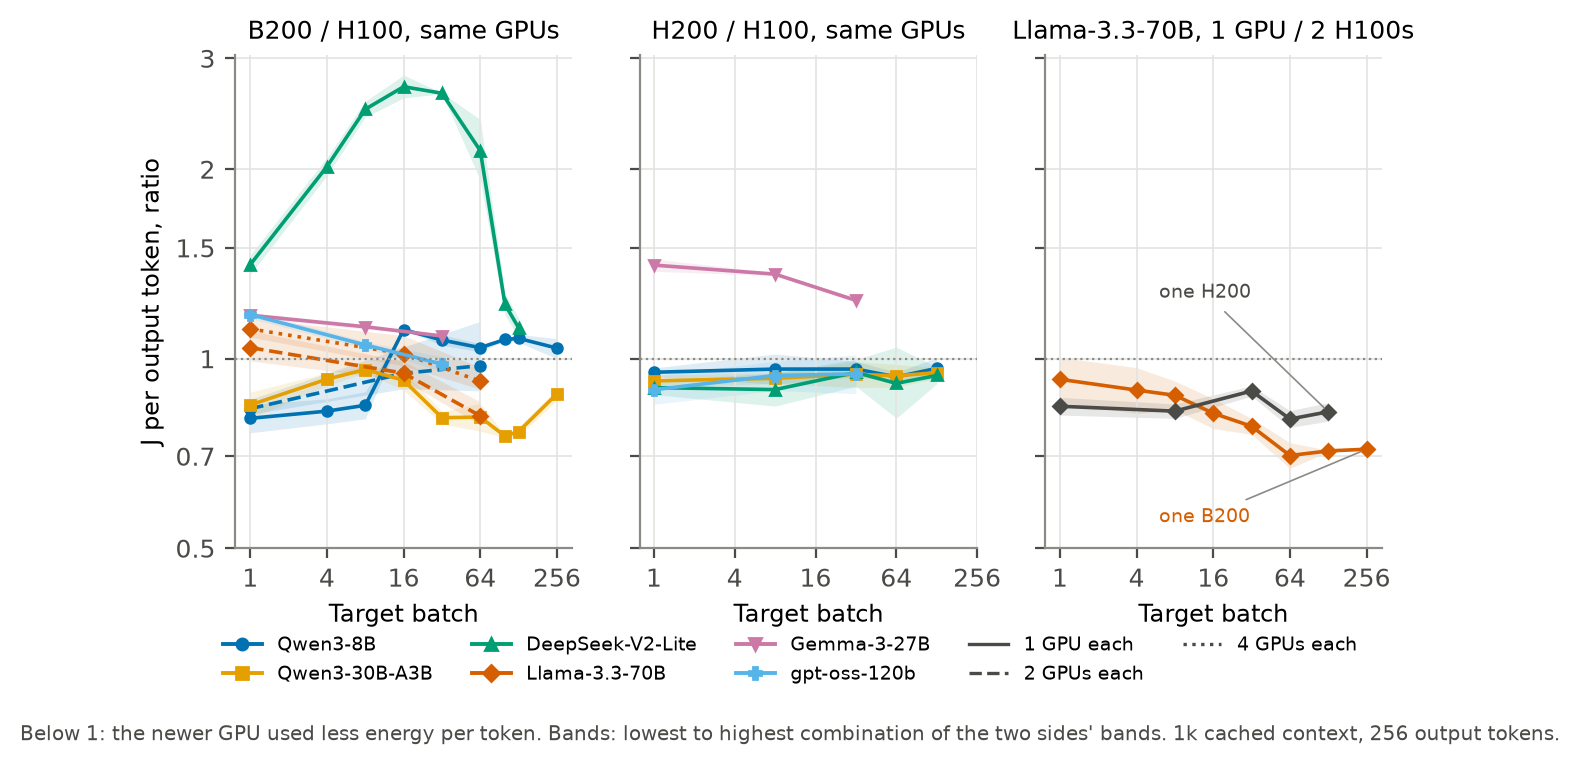 B200 / H100, same GPUs
H200 / H100, same GPUs
Llama-3.3-70B, 1 GPU / 2 H100s
J per output token, ratio
3
2
1.5
1
0.7
0.5
one H200
one B200
1 4 16 64 256
1 4 16 64 256
1 4 16 64 256
Target batch
Target batch
Target batch
Qwen3-8B
Qwen3-30B-A3B
DeepSeek-V2-Lite
Llama-3.3-70B
Gemma-3-27B
gpt-oss-120b
1 GPU each
2 GPUs each
4 GPUs each
Below 1: the newer GPU used less energy per token. Bands: lowest to highest combination of the two sides' bands. 1k cached context, 256 output tokens.